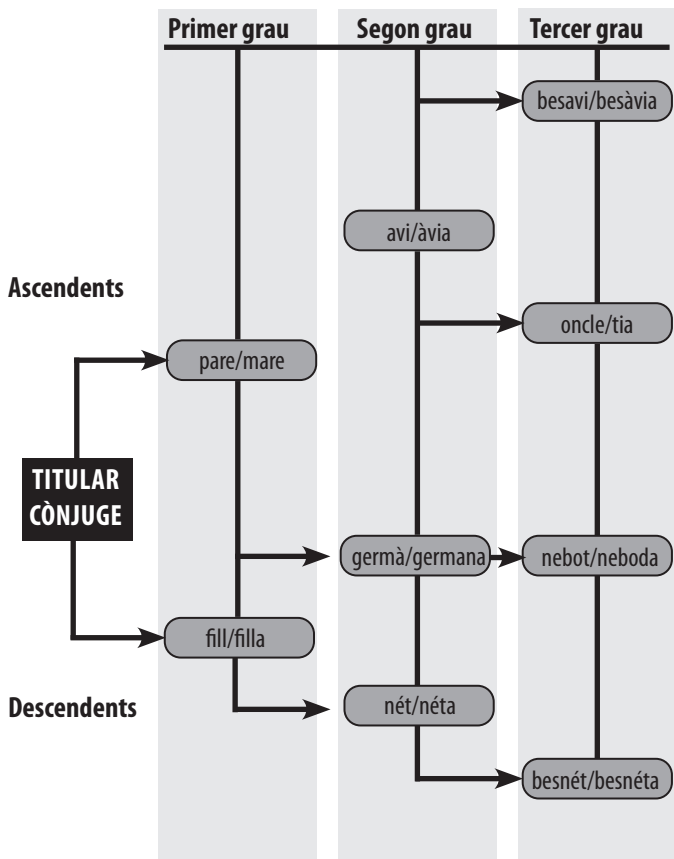 Primer grau
Segon grau
Tercer grau
besavi/besàvia
avi/àvia
Ascendents
oncle/tia
pare/mare
TITULAR
CÒNJUGE
germà/germana
nebot/neboda
fill/filla
Descendents
nét/néta
besnét/besnéta